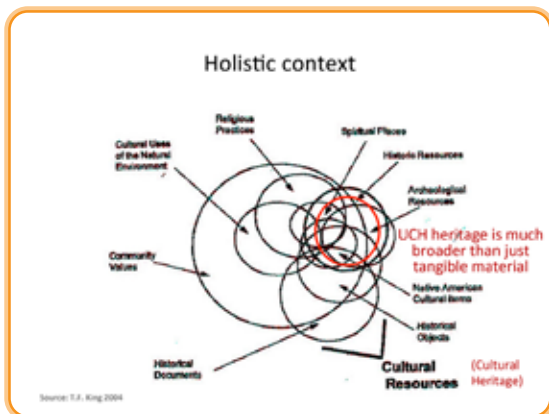 Holistic context
Religious
Practices
Spiritual Places
Cultural Uses
of the Natural
Environment
Historic Resources
Archeological
Resources
UCH heritage is much
broader than just
tangible material
Community
Values
Native American
Cultural Items
Historical
Objects
Historical
Documents
Cultural
Resources
(Cultural
Heritage)
Source: T.F. King 2004